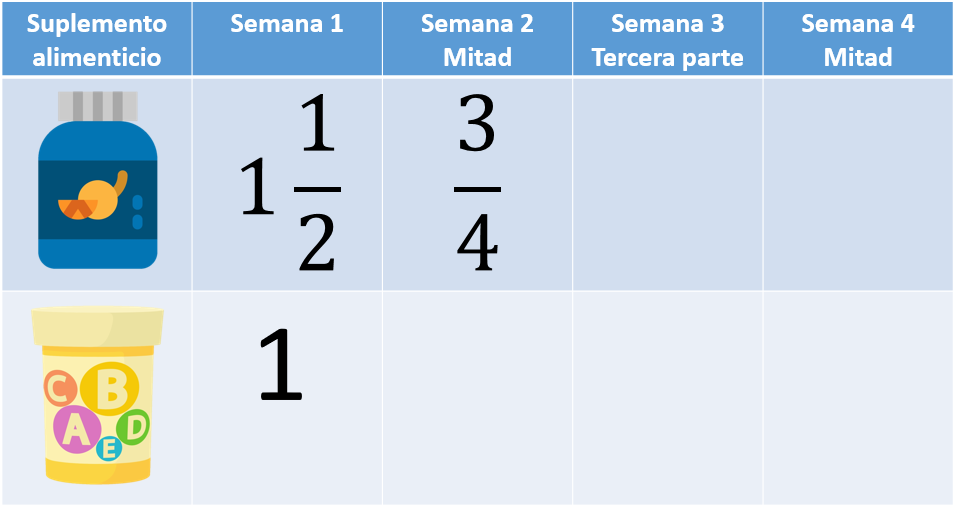 Suplemento alimenticio
Semana 1
Semana 2
Mitad
Semana 3
Tercera parte
Semana 4
Mitad
1 1/2
3/4
C B
A D
E
1